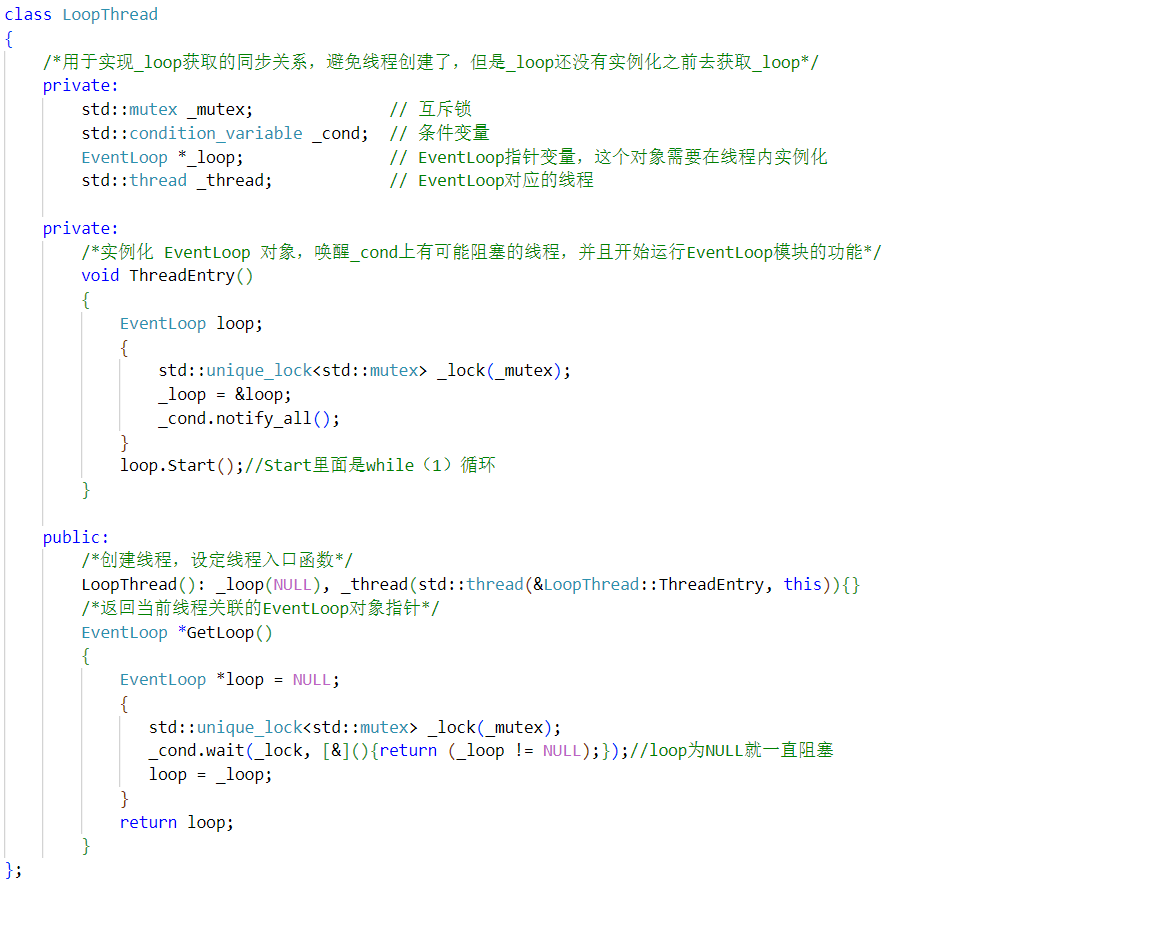 class LoopThread
{
/*用于实现_loop获取的同步关系，避免线程创建了，但是_loop还没有实例化之前去获取_loop*/
private:
std::mutex _mutex; // 互斥锁
std::condition_variable _cond; // 条件变量
EventLoop *_loop; // EventLoop指针变量，这个对象需要在线程内实例化
std::thread _thread; // EventLoop对应的线程
private:
/*实例化 EventLoop 对象，唤醒_cond上有可能阻塞的线程，并且开始运行EventLoop模块的功能*/
void ThreadEntry()
{
EventLoop loop;
{
std::unique_lock<std::mutex> _lock(_mutex);
_loop = &loop;
_cond.notify_all();
}
loop.Start();//Start里面是while（1）循环
}
public:
/*创建线程，设定线程入口函数*/
LoopThread(): _loop(NULL), _thread(std::thread(&LoopThread::ThreadEntry, this)){}
/*返回当前线程关联的EventLoop对象指针*/
EventLoop *GetLoop()
{
EventLoop *loop = NULL;
{
std::unique_lock<std::mutex> _lock(_mutex);
_cond.wait(_lock, [&](){return (_loop != NULL);});//loop为NULL就一直阻塞
loop = _loop;
}
return loop;
}
};